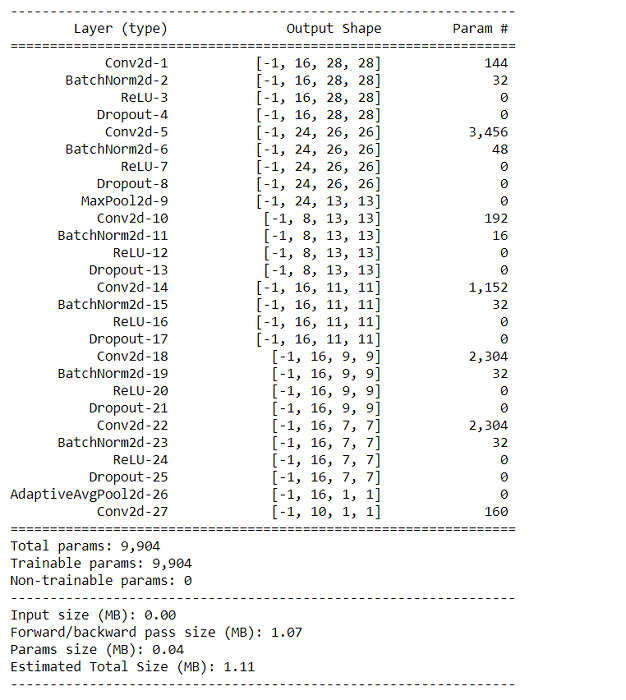 ----------------------------------------------------------------
Layer (type) Output Shape Param #
================================================================
Conv2d-1 [-1, 16, 28, 28] 144
BatchNorm2d-2 [-1, 16, 28, 28] 32
ReLU-3 [-1, 16, 28, 28] 0
Dropout-4 [-1, 16, 28, 28] 0
Conv2d-5 [-1, 24, 26, 26] 3,456
BatchNorm2d-6 [-1, 24, 26, 26] 48
ReLU-7 [-1, 24, 26, 26] 0
Dropout-8 [-1, 24, 26, 26] 0
MaxPool2d-9 [-1, 24, 13, 13] 0
Conv2d-10 [-1, 8, 13, 13] 192
BatchNorm2d-11 [-1, 8, 13, 13] 16
ReLU-12 [-1, 8, 13, 13] 0
Dropout-13 [-1, 8, 13, 13] 0
Conv2d-14 [-1, 16, 11, 11] 1,152
BatchNorm2d-15 [-1, 16, 11, 11] 32
ReLU-16 [-1, 16, 11, 11] 0
Dropout-17 [-1, 16, 11, 11] 0
Conv2d-18 [-1, 16, 9, 9] 2,304
BatchNorm2d-19 [-1, 16, 9, 9] 32
ReLU-20 [-1, 16, 9, 9] 0
Dropout-21 [-1, 16, 9, 9] 0
Conv2d-22 [-1, 16, 7, 7] 2,304
BatchNorm2d-23 [-1, 16, 7, 7] 32
ReLU-24 [-1, 16, 7, 7] 0
Dropout-25 [-1, 16, 7, 7] 0
AdaptiveAvgPool2d-26 [-1, 16, 1, 1] 0
Conv2d-27 [-1, 10, 1, 1] 160
================================================================
Total params: 9,904
Trainable params: 9,904
Non-trainable params: 0
----------------------------------------------------------------
Input size (MB): 0.00
Forward/backward pass size (MB): 1.07
Params size (MB): 0.04
Estimated Total Size (MB): 1.11
----------------------------------------------------------------